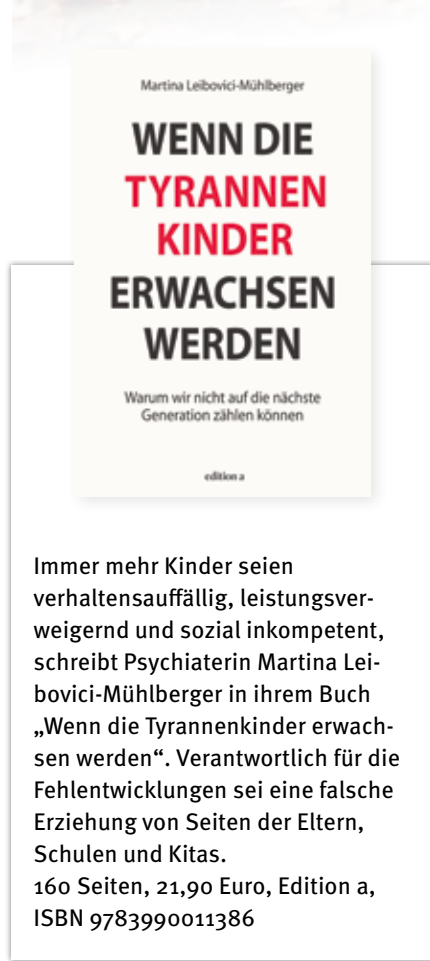 Martina Leibovici-Mühlberger
WENN DIE
TYRANNEN
KINDER
ERWACHSEN
WERDEN
Warum wir nicht auf die nächste
Generation zählen können
edition a
Immer mehr Kinder seien
verhaltensauffällig, leistungsver-
weigernd und sozial inkompetent,
schreibt Psychiaterin Martina Lei-
bovici-Mühlberger in ihrem Buch
„Wenn die Tyrannenkinder erwach-
sen werden“. Verantwortlich für die
Fehlentwicklungen sei eine falsche
Erziehung von Seiten der Eltern,
Schulen und Kitas.
160 Seiten, 21,90 Euro, Edition a,
ISBN 9783990011386